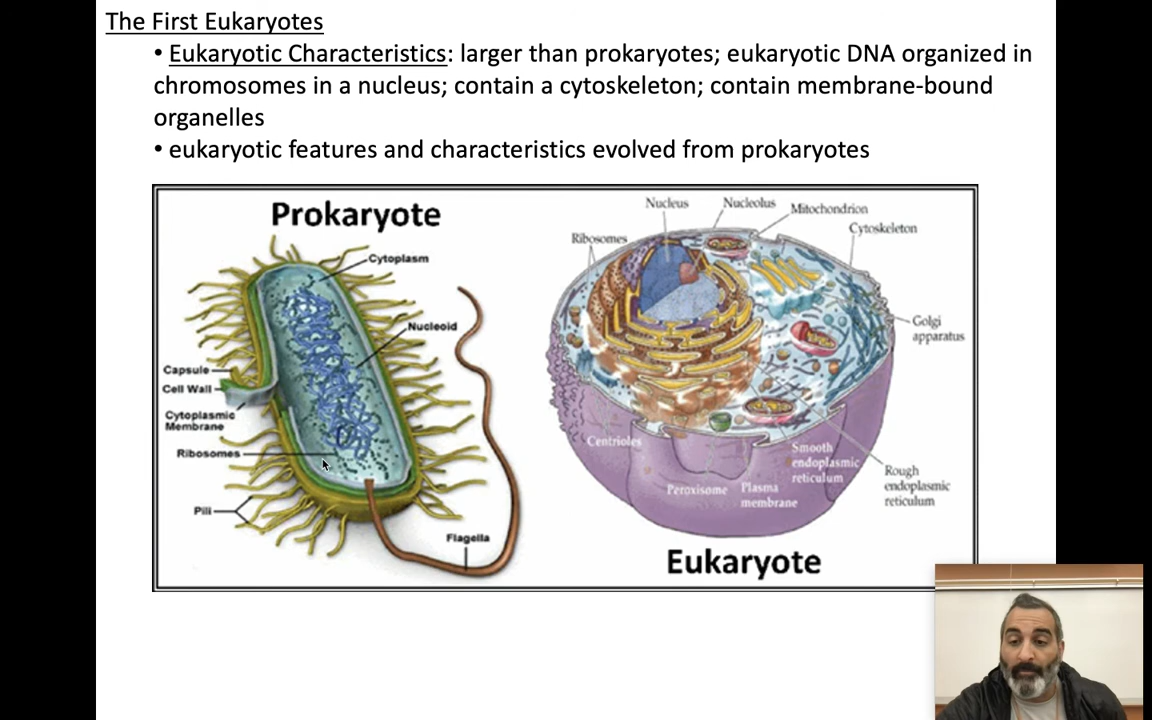 The First Eukaryotes
• Eukaryotic Characteristics: larger than prokaryotes; eukaryotic DNA organized in
chromosomes in a nucleus; contain a cytoskeleton; contain membrane-bound
organelles
• eukaryotic features and characteristics evolved from prokaryotes
Prokaryote
Cytoplasm
Nucleoid
Capsule
Cell Wall
Cytoplasmic
Membrane
Ribosomes
Pili
Flagella
Nucleus
Nucleolus
Mitochondrion
Cytoskeleton
Ribosomes
Golgi
apparatus
Centrioles
Smooth
endoplasmic
reticulum
Rough
endoplasmic
reticulum
Peroxisome
Plasma
membrane
Eukaryote